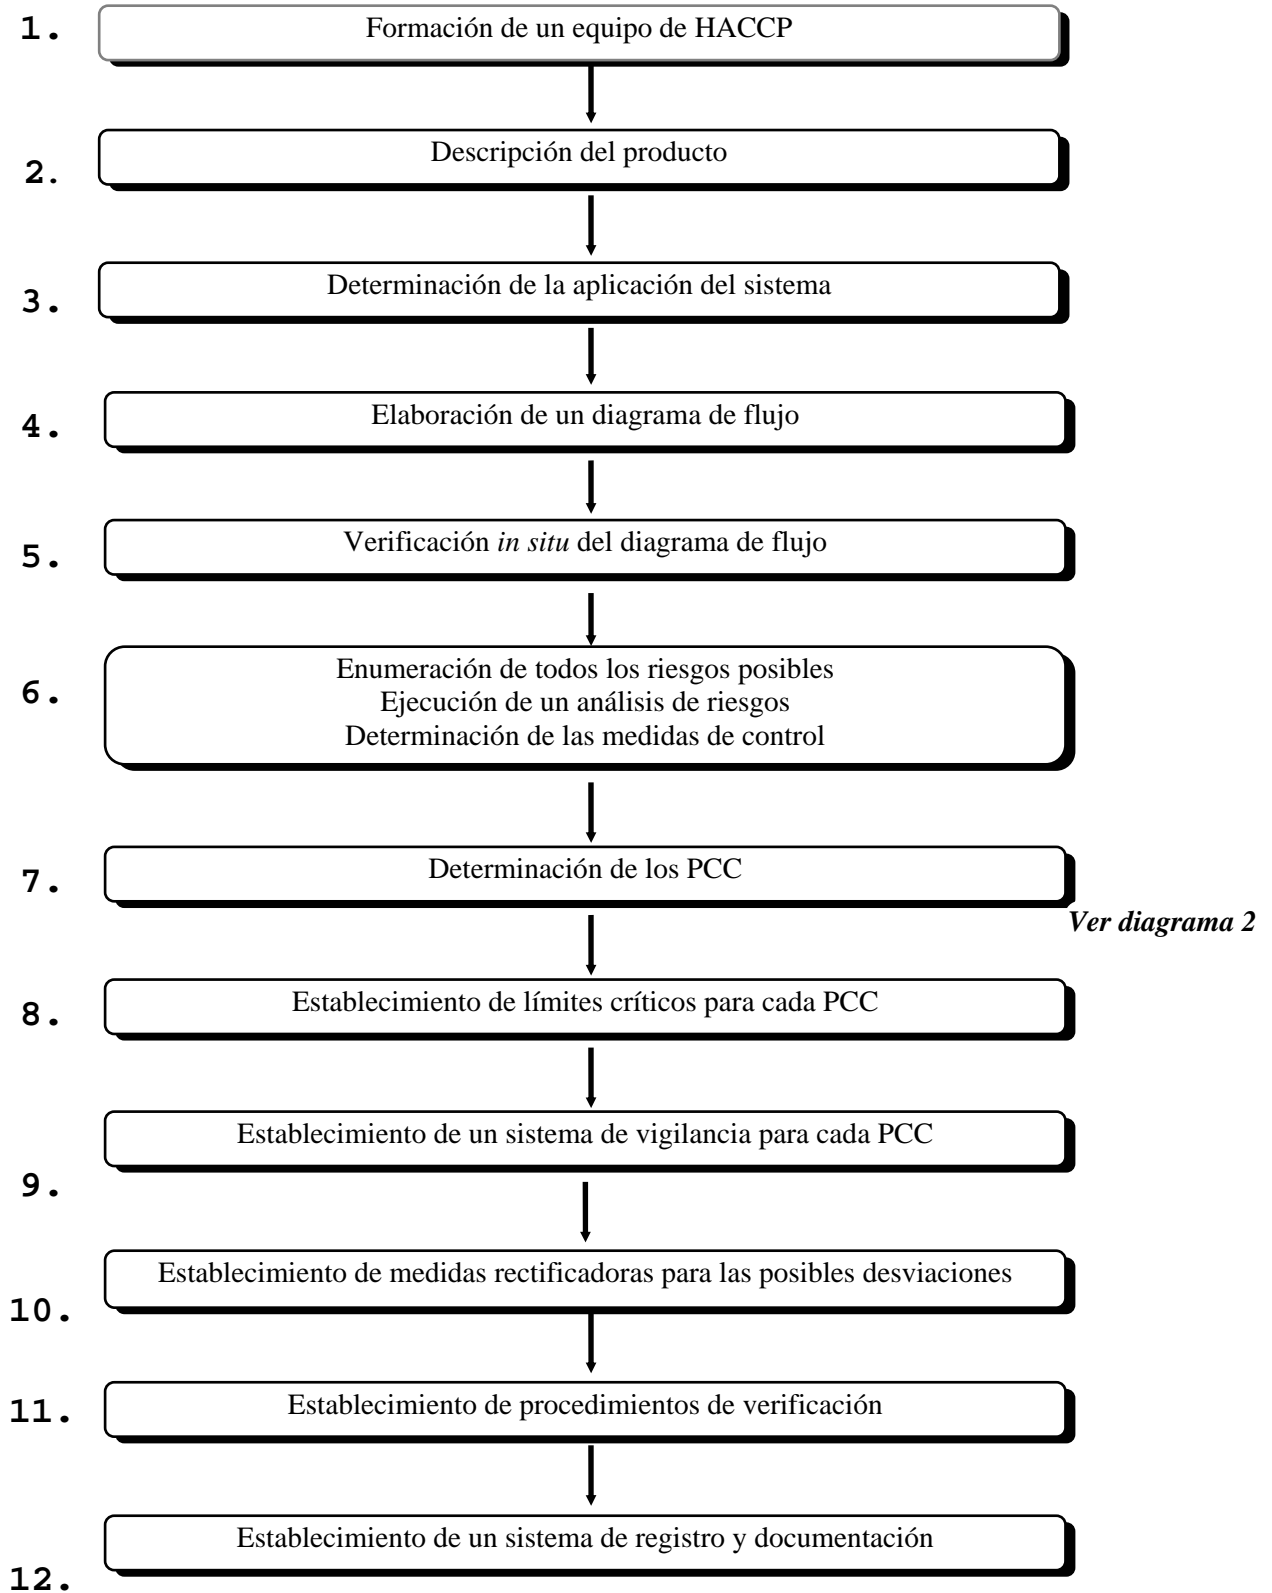 1. Formación de un equipo de HACCP
2. Descripción del producto
3. Determinación de la aplicación del sistema
4. Elaboración de un diagrama de flujo
5. Verificación in situ del diagrama de flujo
6. Enumeración de todos los riesgos posibles
Ejecución de un análisis de riesgos
Determinación de las medidas de control
7. Determinación de los PCC
Ver diagrama 2
8. Establecimiento de límites críticos para cada PCC
9. Establecimiento de un sistema de vigilancia para cada PCC
10. Establecimiento de medidas rectificadoras para las posibles desviaciones
11. Establecimiento de procedimientos de verificación
12. Establecimiento de un sistema de registro y documentación